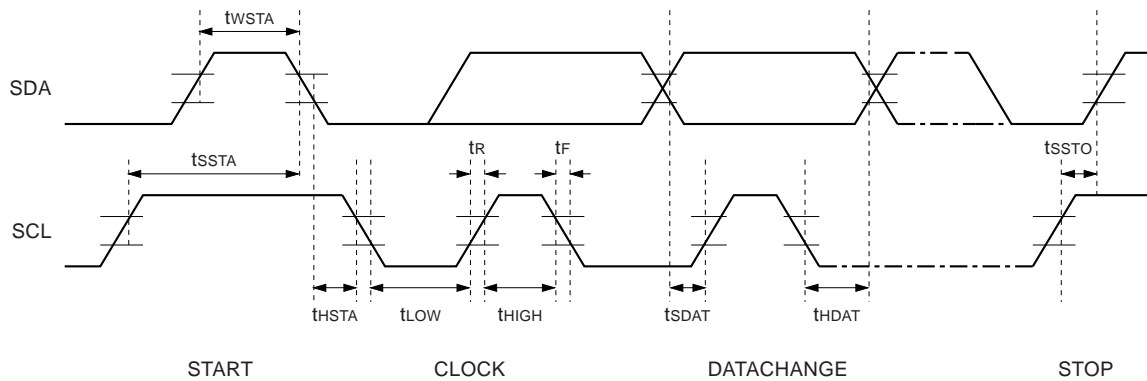 tWSTA
SDA
tSSTA
tR
tF
tSSTO
SCL
tHSTA
tLOW
tHIGH
tSDAT
tHDAT
START
CLOCK
DATACHANGE
STOP